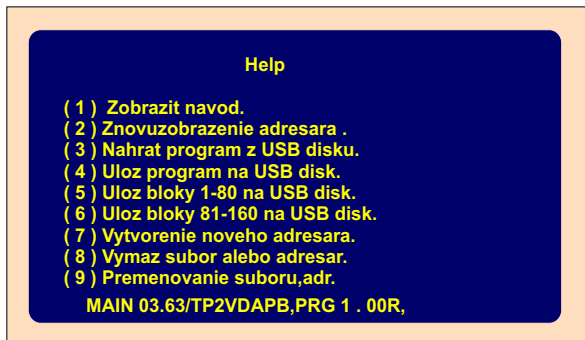 Help
( 1 ) Zobrazit navod.
( 2 ) Znovuzobrazenie adresara .
( 3 ) Nahrat program z USB disku.
( 4 ) Uloz program na USB disk.
( 5 ) Uloz bloky 1-80 na USB disk.
( 6 ) Uloz bloky 81-160 na USB disk.
( 7 ) Vytvorenie noveho adresara.
( 8 ) Vymaz subor alebo adresar.
( 9 ) Premenovanie suboru,adr.
MAIN 03.63/TP2VDAPB,PRG 1 . 00R,